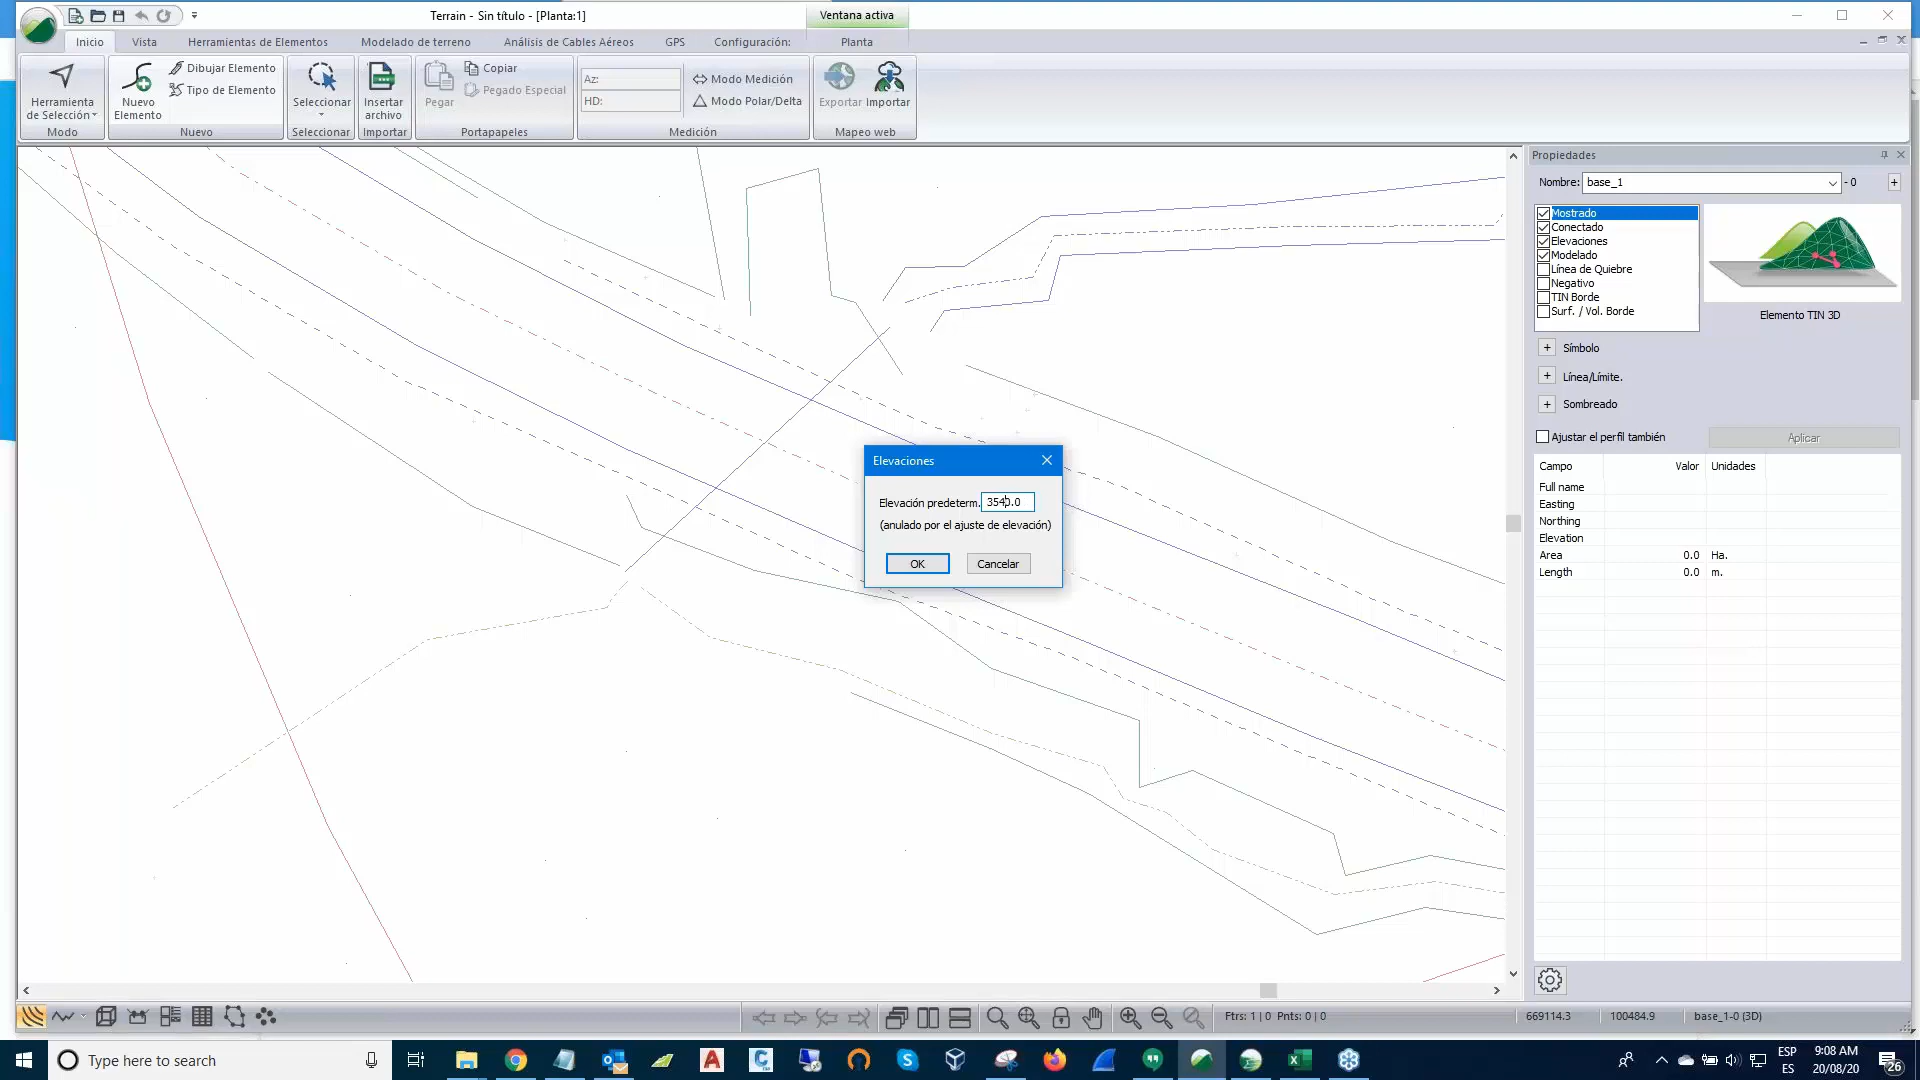 Terrain - Sin título - [Planta:1]
Ventana activa
Inicio
Vista
Herramientas de Elementos
Modelado de terreno
Análisis de Cables Aéreos
GPS
Configuración:
Planta
Herramienta
de Selección
Modo
Nuevo
Elemento
Dibujar Elemento
Tipo de Elemento
Nuevo
Seleccionar
Seleccionar
Insertar
archivo
Importar
Pegar
Copiar
Pegado Especial
Portapapeles
Az:
HD:
Modo Medición
Modo Polar/Delta
Medición
Exportar
Importar
Mapeo web
Propiedades
Nombre: base_1 - 0
Mostrado
Conectado
Elevaciones
Modelado
Línea de Quiebre
Negativo
TIN Borde
Surf. / Vol. Borde
Elemento TIN 3D
Símbolo
Línea/Límite.
Sombreado
Ajustar el perfil también
Aplicar
Campo Valor Unidades
Full name
Easting
Northing
Elevation
Area 0.0 Ha.
Length 0.0 m.
Elevaciones
Elevación predeterm. 3540.0
(anulado por el ajuste de elevación)
OK
Cancelar
Ftrs: 1 | 0 Pnts: 0 | 0
669114.3
100484.9
base_1-0 (3D)
Type here to search
ESP
ES
9:08 AM
20/08/20
26